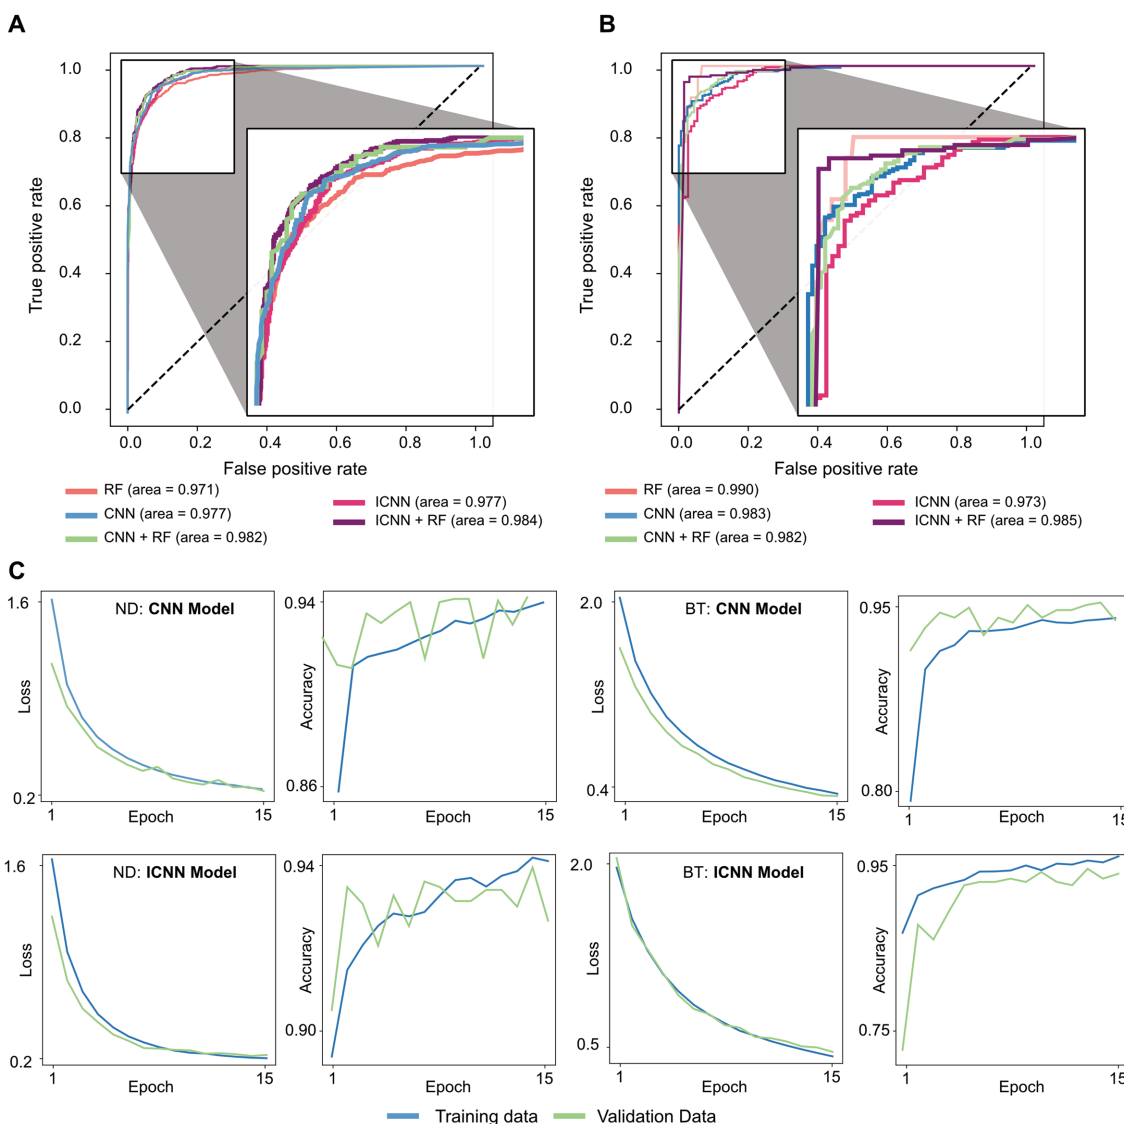 A
B
1.0
0.8
0.6
0.4
0.2
0.0
True positive rate
0.0 0.2 0.4 0.6 0.8 1.0
False positive rate
RF (area = 0.971)
CNN (area = 0.977)
CNN + RF (area = 0.982)
ICNN (area = 0.977)
ICNN + RF (area = 0.984)
1.0
0.8
0.6
0.4
0.2
0.0
True positive rate
0.0 0.2 0.4 0.6 0.8 1.0
False positive rate
RF (area = 0.990)
CNN (area = 0.983)
CNN + RF (area = 0.982)
ICNN (area = 0.973)
ICNN + RF (area = 0.985)
C
ND: CNN Model
1.6
Loss
0.2
1 Epoch 15
0.94
Accuracy
0.86
1 Epoch 15
BT: CNN Model
2.0
Loss
0.4
1 Epoch 15
0.95
Accuracy
0.80
1 Epoch 15
ND: ICNN Model
1.6
Loss
0.2
1 Epoch 15
0.94
Accuracy
0.90
1 Epoch 15
BT: ICNN Model
2.0
Loss
0.5
1 Epoch 15
0.95
Accuracy
0.75
1 Epoch 15
Training data Validation Data